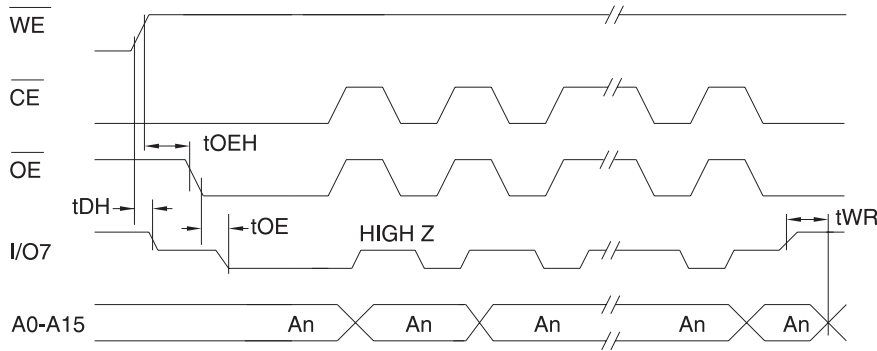 WE
CE
tOEH
OE
tDH
tOE
HIGH Z
tWR
I/O7
A0-A15 An An An An An